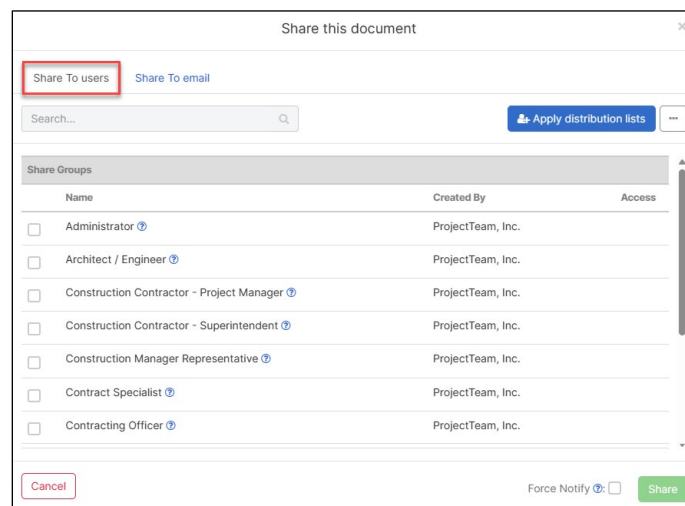 Share this document
×
Share To users Share To email
Search... Apply distribution lists ...
Share Groups
Name Created By Access
Administrator ? ProjectTeam, Inc.
Architect / Engineer ? ProjectTeam, Inc.
Construction Contractor - Project Manager ? ProjectTeam, Inc.
Construction Contractor - Superintendent ? ProjectTeam, Inc.
Construction Manager Representative ? ProjectTeam, Inc.
Contract Specialist ? ProjectTeam, Inc.
Contracting Officer ? ProjectTeam, Inc.
Cancel Force Notify ?: Share